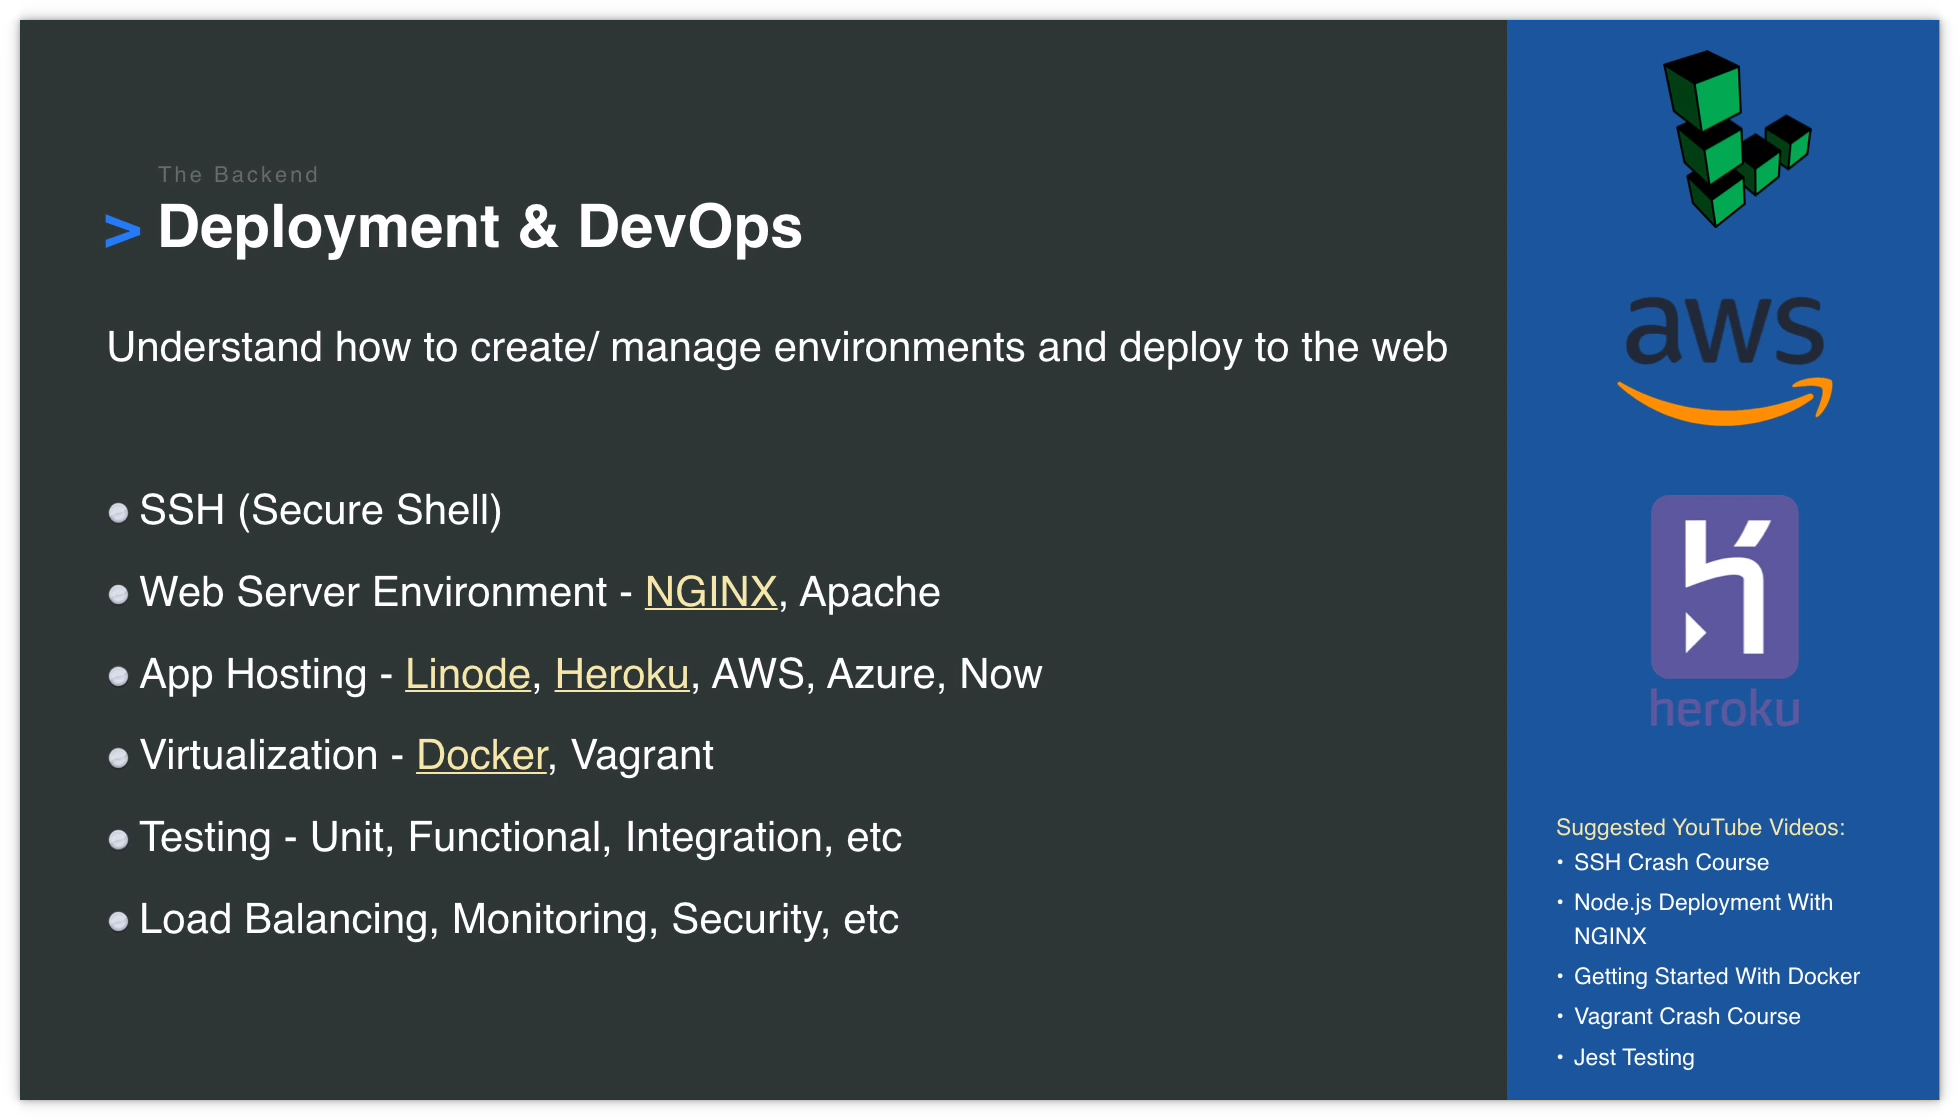 The Backend
> Deployment & DevOps
Understand how to create/ manage environments and deploy to the web
SSH (Secure Shell)
Web Server Environment - NGINX, Apache
App Hosting - Linode, Heroku, AWS, Azure, Now
Virtualization - Docker, Vagrant
Testing - Unit, Functional, Integration, etc
Load Balancing, Monitoring, Security, etc
aws
heroku
Suggested YouTube Videos:
• SSH Crash Course
• Node.js Deployment With
NGINX
• Getting Started With Docker
• Vagrant Crash Course
• Jest Testing